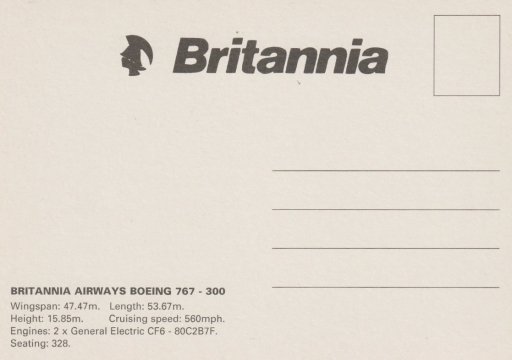 Britannia
BRITANNIA AIRWAYS BOEING 767 - 300
Wingspan: 47.47m. Length: 53.67m.
Height: 15.85m. Cruising speed: 560mph.
Engines: 2 x General Electric CF6 - 80C2B7F.
Seating: 328.